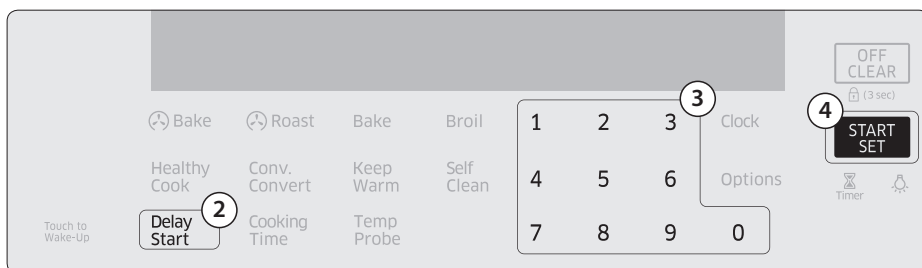 OFF
CLEAR
(3 sec)
Bake Roast Bake Broil 1 2 3 3 Clock 4 START
SET
Healthy
Cook
Conv.
Convert
Keep
Warm
Self
Clean
4 5 6 Options
Timer
Touch to
Wake-Up
Delay
Start
2
Cooking
Time
Temp
Probe
7 8 9 0